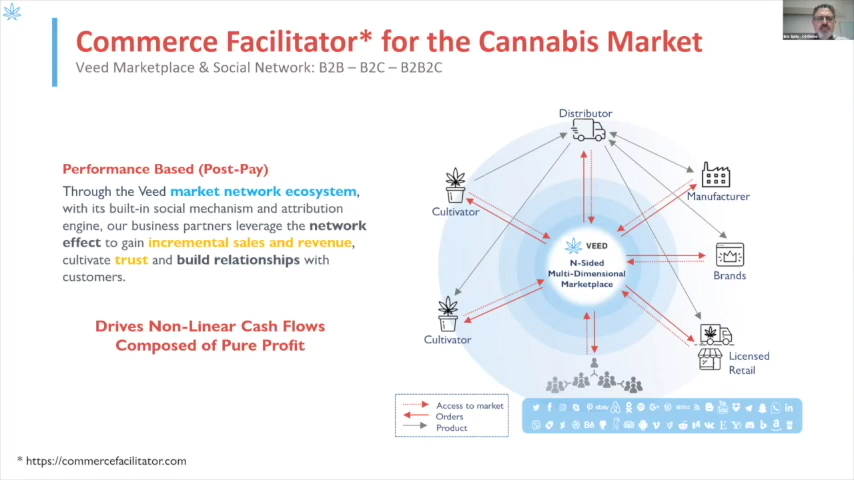 Commerce Facilitator* for the Cannabis Market
Veed Marketplace & Social Network: B2B – B2C – B2B2C
Performance Based (Post-Pay)
Through the Veed market network ecosystem,
with its built-in social mechanism and attribution
engine, our business partners leverage the network
effect to gain incremental sales and revenue,
cultivate trust and build relationships with
customers.
Drives Non-Linear Cash Flows
Composed of Pure Profit
Distributor
Cultivator
Manufacturer
VEED
N-Sided
Multi-Dimensional
Marketplace
Brands
Cultivator
Licensed
Retail
Access to market
Orders
Product
* https://commercefacilitator.com